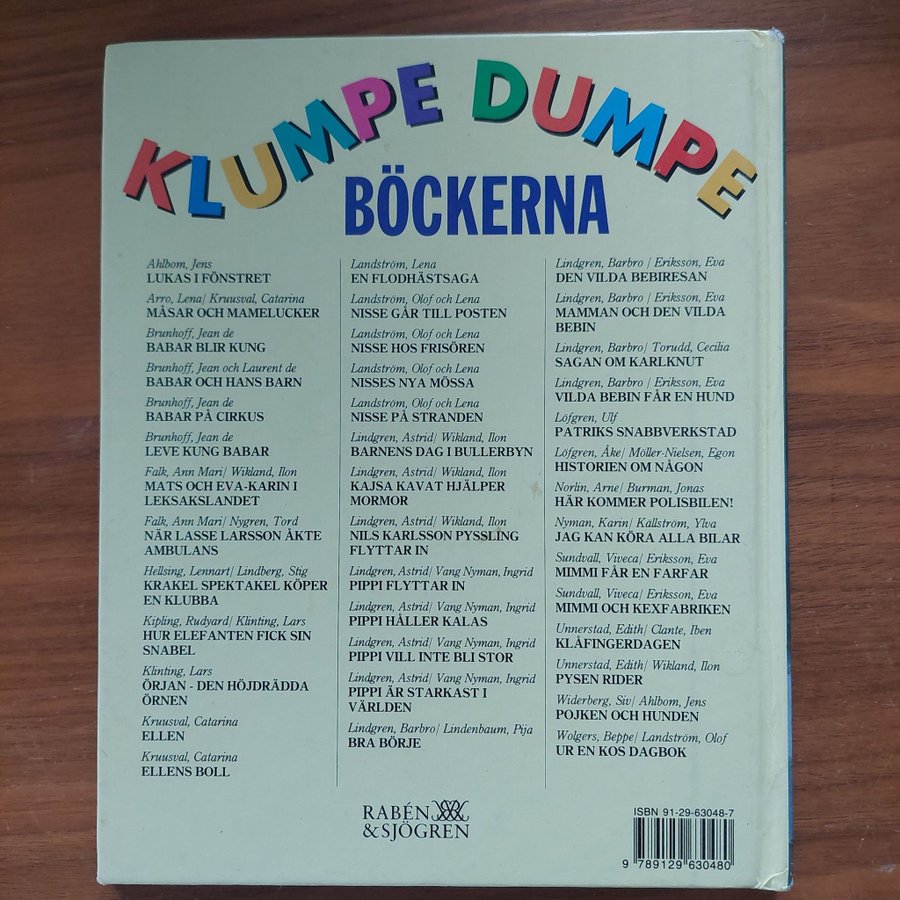 KLUMPE DUMPE
BÖCKERNA
Ahlbom, Jens
LUKAS I FÖNSTRET
Arro, Lena/ Kruusval, Catarina
MÅSAR OCH MAMELUCKER
Brunhoff, Jean de
BABAR BLIR KUNG
Brunhoff, Jean och Laurent de
BABAR OCH HANS BARN
Brunhoff, Jean de
BABAR PÅ CIRKUS
Brunhoff, Jean de
LEVE KUNG BABAR
Falk, Ann Mari/ Wikland, Ilon
MATS OCH EVA-KARIN I
LEKSAKSLANDET
Falk, Ann Mari/ Nygren, Tord
NÄR LASSE LARSSON ÅKTE
AMBULANS
Hellsing, Lennart/ Lindberg, Stig
KRAKEL SPEKTAKEL KÖPER
EN KLUBBA
Kipling, Rudyard/ Klinting, Lars
HUR ELEFANTEN FICK SIN
SNABEL
Klinting, Lars
ÖRJAN - DEN HÖJDRÄDDA
ÖRNEN
Kruusval, Catarina
ELLEN
Kruusval, Catarina
ELLENS BOLL
Landström, Lena
EN FLODHÄSTSAGA
Landström, Olof och Lena
NISSE GÅR TILL POSTEN
Landström, Olof och Lena
NISSE HOS FRISÖREN
Landström, Olof och Lena
NISSES NYA MÖSSA
Landström, Olof och Lena
NISSE PÅ STRANDEN
Lindgren, Astrid/ Wikland, Ilon
BARNENS DAG I BULLERBYN
Lindgren, Astrid/ Wikland, Ilon
KAJSA KAVAT HJÄLPER
MORMOR
Lindgren, Astrid/ Wikland, Ilon
NILS KARLSSON PYSSLING
FLYTTAR IN
Lindgren, Astrid/ Vang Nyman, Ingrid
PIPPI FLYTTAR IN
Lindgren, Astrid/ Vang Nyman, Ingrid
PIPPI HÅLLER KALAS
Lindgren, Astrid/ Vang Nyman, Ingrid
PIPPI VILL INTE BLI STOR
Lindgren, Astrid/ Vang Nyman, Ingrid
PIPPI ÄR STARKAST I
VÄRLDEN
Lindgren, Barbro/ Lindenbaum, Pija
BRA BÖRJE
Lindgren, Barbro / Eriksson, Eva
DEN VILDA BEBIRESAN
Lindgren, Barbro / Eriksson, Eva
MAMMAN OCH DEN VILDA
BEBIN
Lindgren, Barbro/ Torudd, Cecilia
SAGAN OM KARLKNUT
Lindgren, Barbro / Eriksson, Eva
VILDA BEBIN FÅR EN HUND
Löfgren, Ulf
PATRIKS SNABBVERKSTAD
Löfgren, Åke/ Möller-Nielsen, Egon
HISTORIEN OM NÅGON
Norlin, Arne/ Burman, Jonas
HÄR KOMMER POLISBILEN!
Nyman, Karin/ Källström, Ylva
JAG KAN KÖRA ALLA BILAR
Sundvall, Viveca/ Eriksson, Eva
MIMMI FÅR EN FARFAR
Sundvall, Viveca/ Eriksson, Eva
MIMMI OCH KEXFABRIKEN
Unnerstad, Edith/ Clante, Iben
KLÅFINGERDAGEN
Unnerstad, Edith/ Wikland, Ilon
PYSEN RIDER
Widerberg, Siv/ Ahlbom, Jens
POJKEN OCH HUNDEN
Wolgers, Beppe/ Landström, Olof
UR EN KOS DAGBOK
RABÉN
&SJÖGREN
ISBN 91-29-63048-7
9 789129 630480